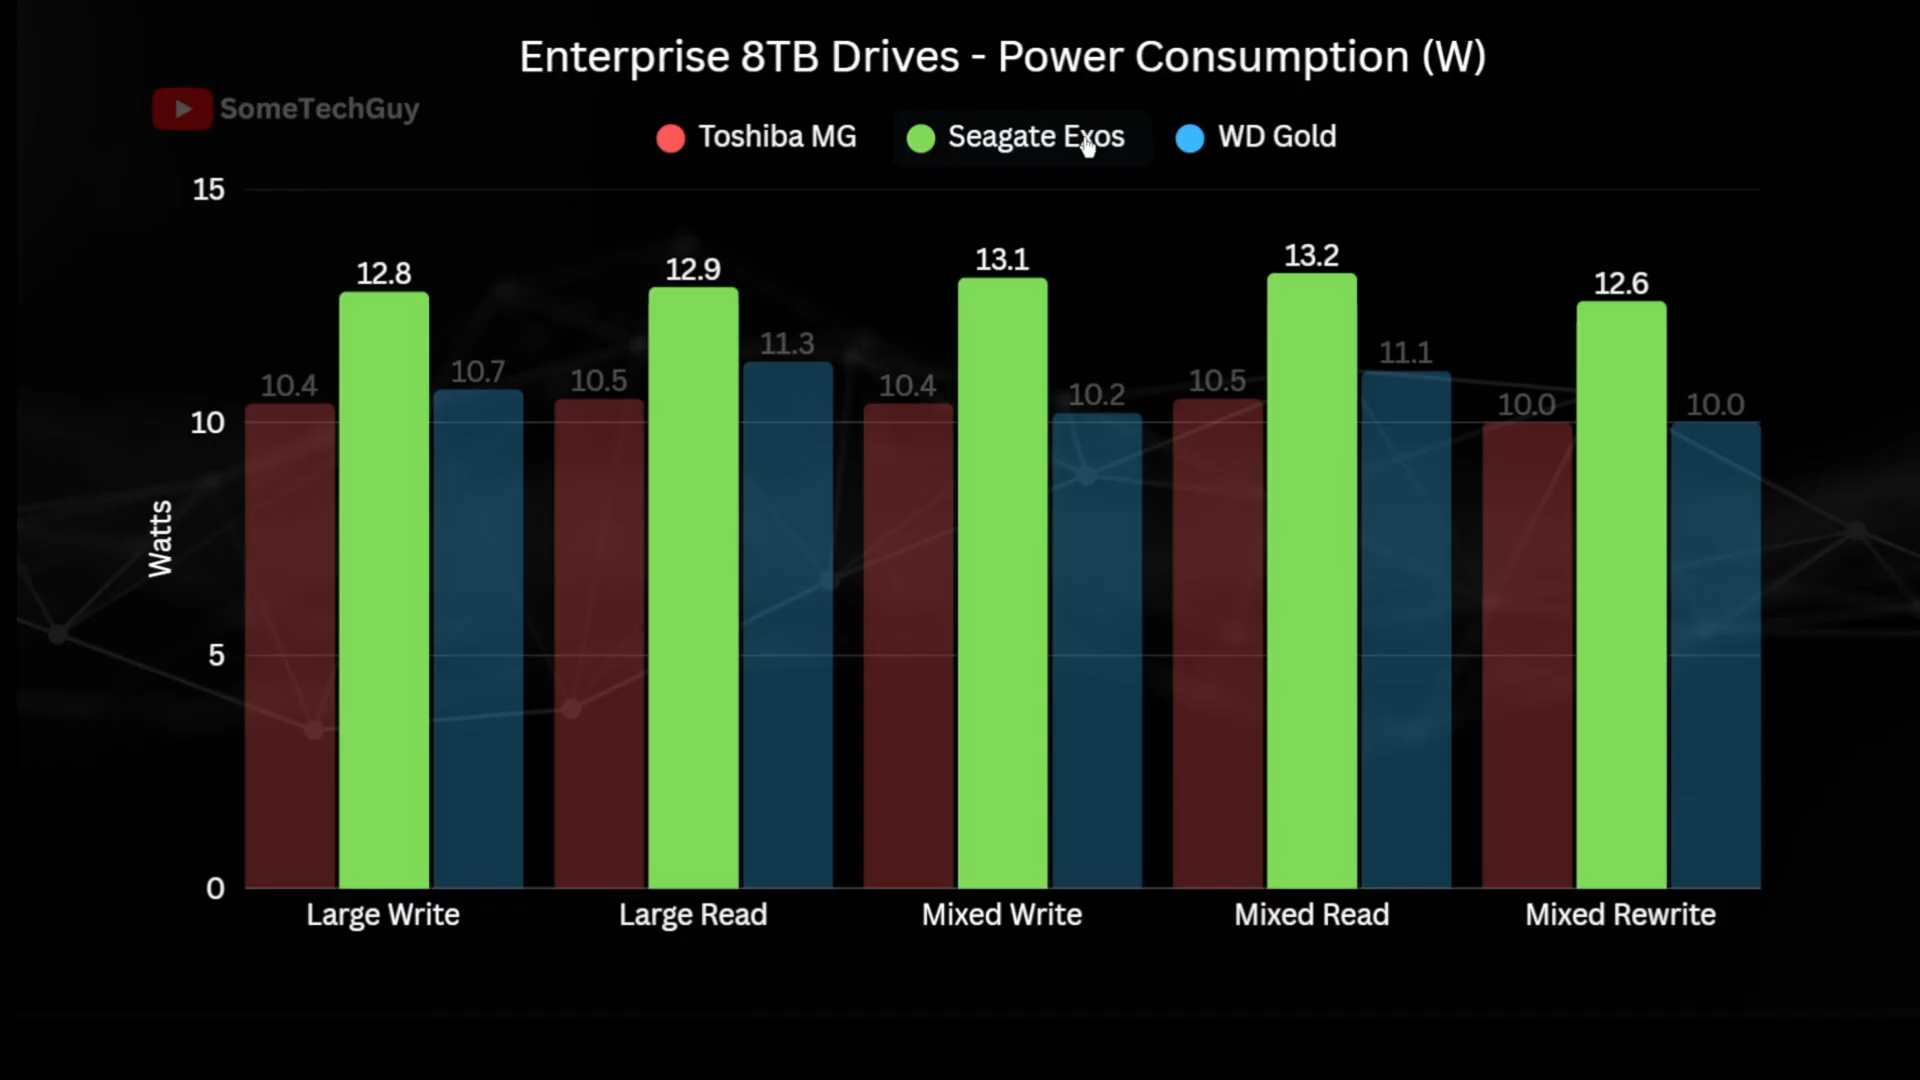 Enterprise 8TB Drives - Power Consumption (W)
SomeTechGuy
Toshiba MG Seagate Exos WD Gold
15
10
5
0
Watts
10.4 12.8 10.7
10.5 12.9 11.3
10.4 13.1 10.2
10.5 13.2 11.1
10.0 12.6 10.0
Large Write Large Read Mixed Write Mixed Read Mixed Rewrite